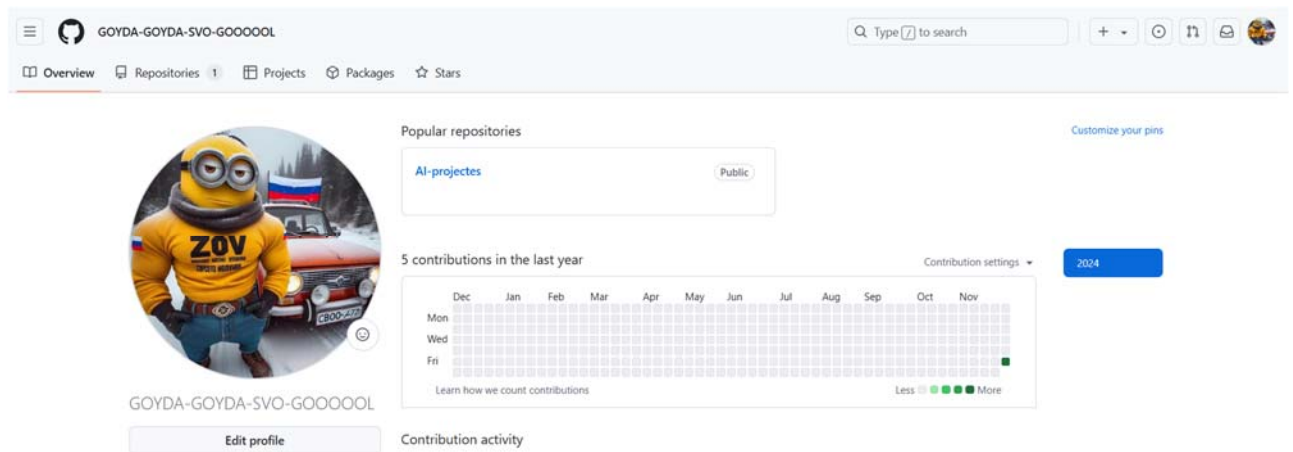 GOYDA-GOYDA-SVO-GOOOOOL
Type / to search
Overview Repositories 1 Projects Packages Stars
Popular repositories
Customize your pins
AI-projectes Public
ZOV
5 contributions in the last year
Contribution settings
2024
Dec Jan Feb Mar Apr May Jun Jul Aug Sep Oct Nov
Mon
Wed
Fri
Learn how we count contributions
Less More
GOYDA-GOYDA-SVO-GOOOOOL
Edit profile
Contribution activity